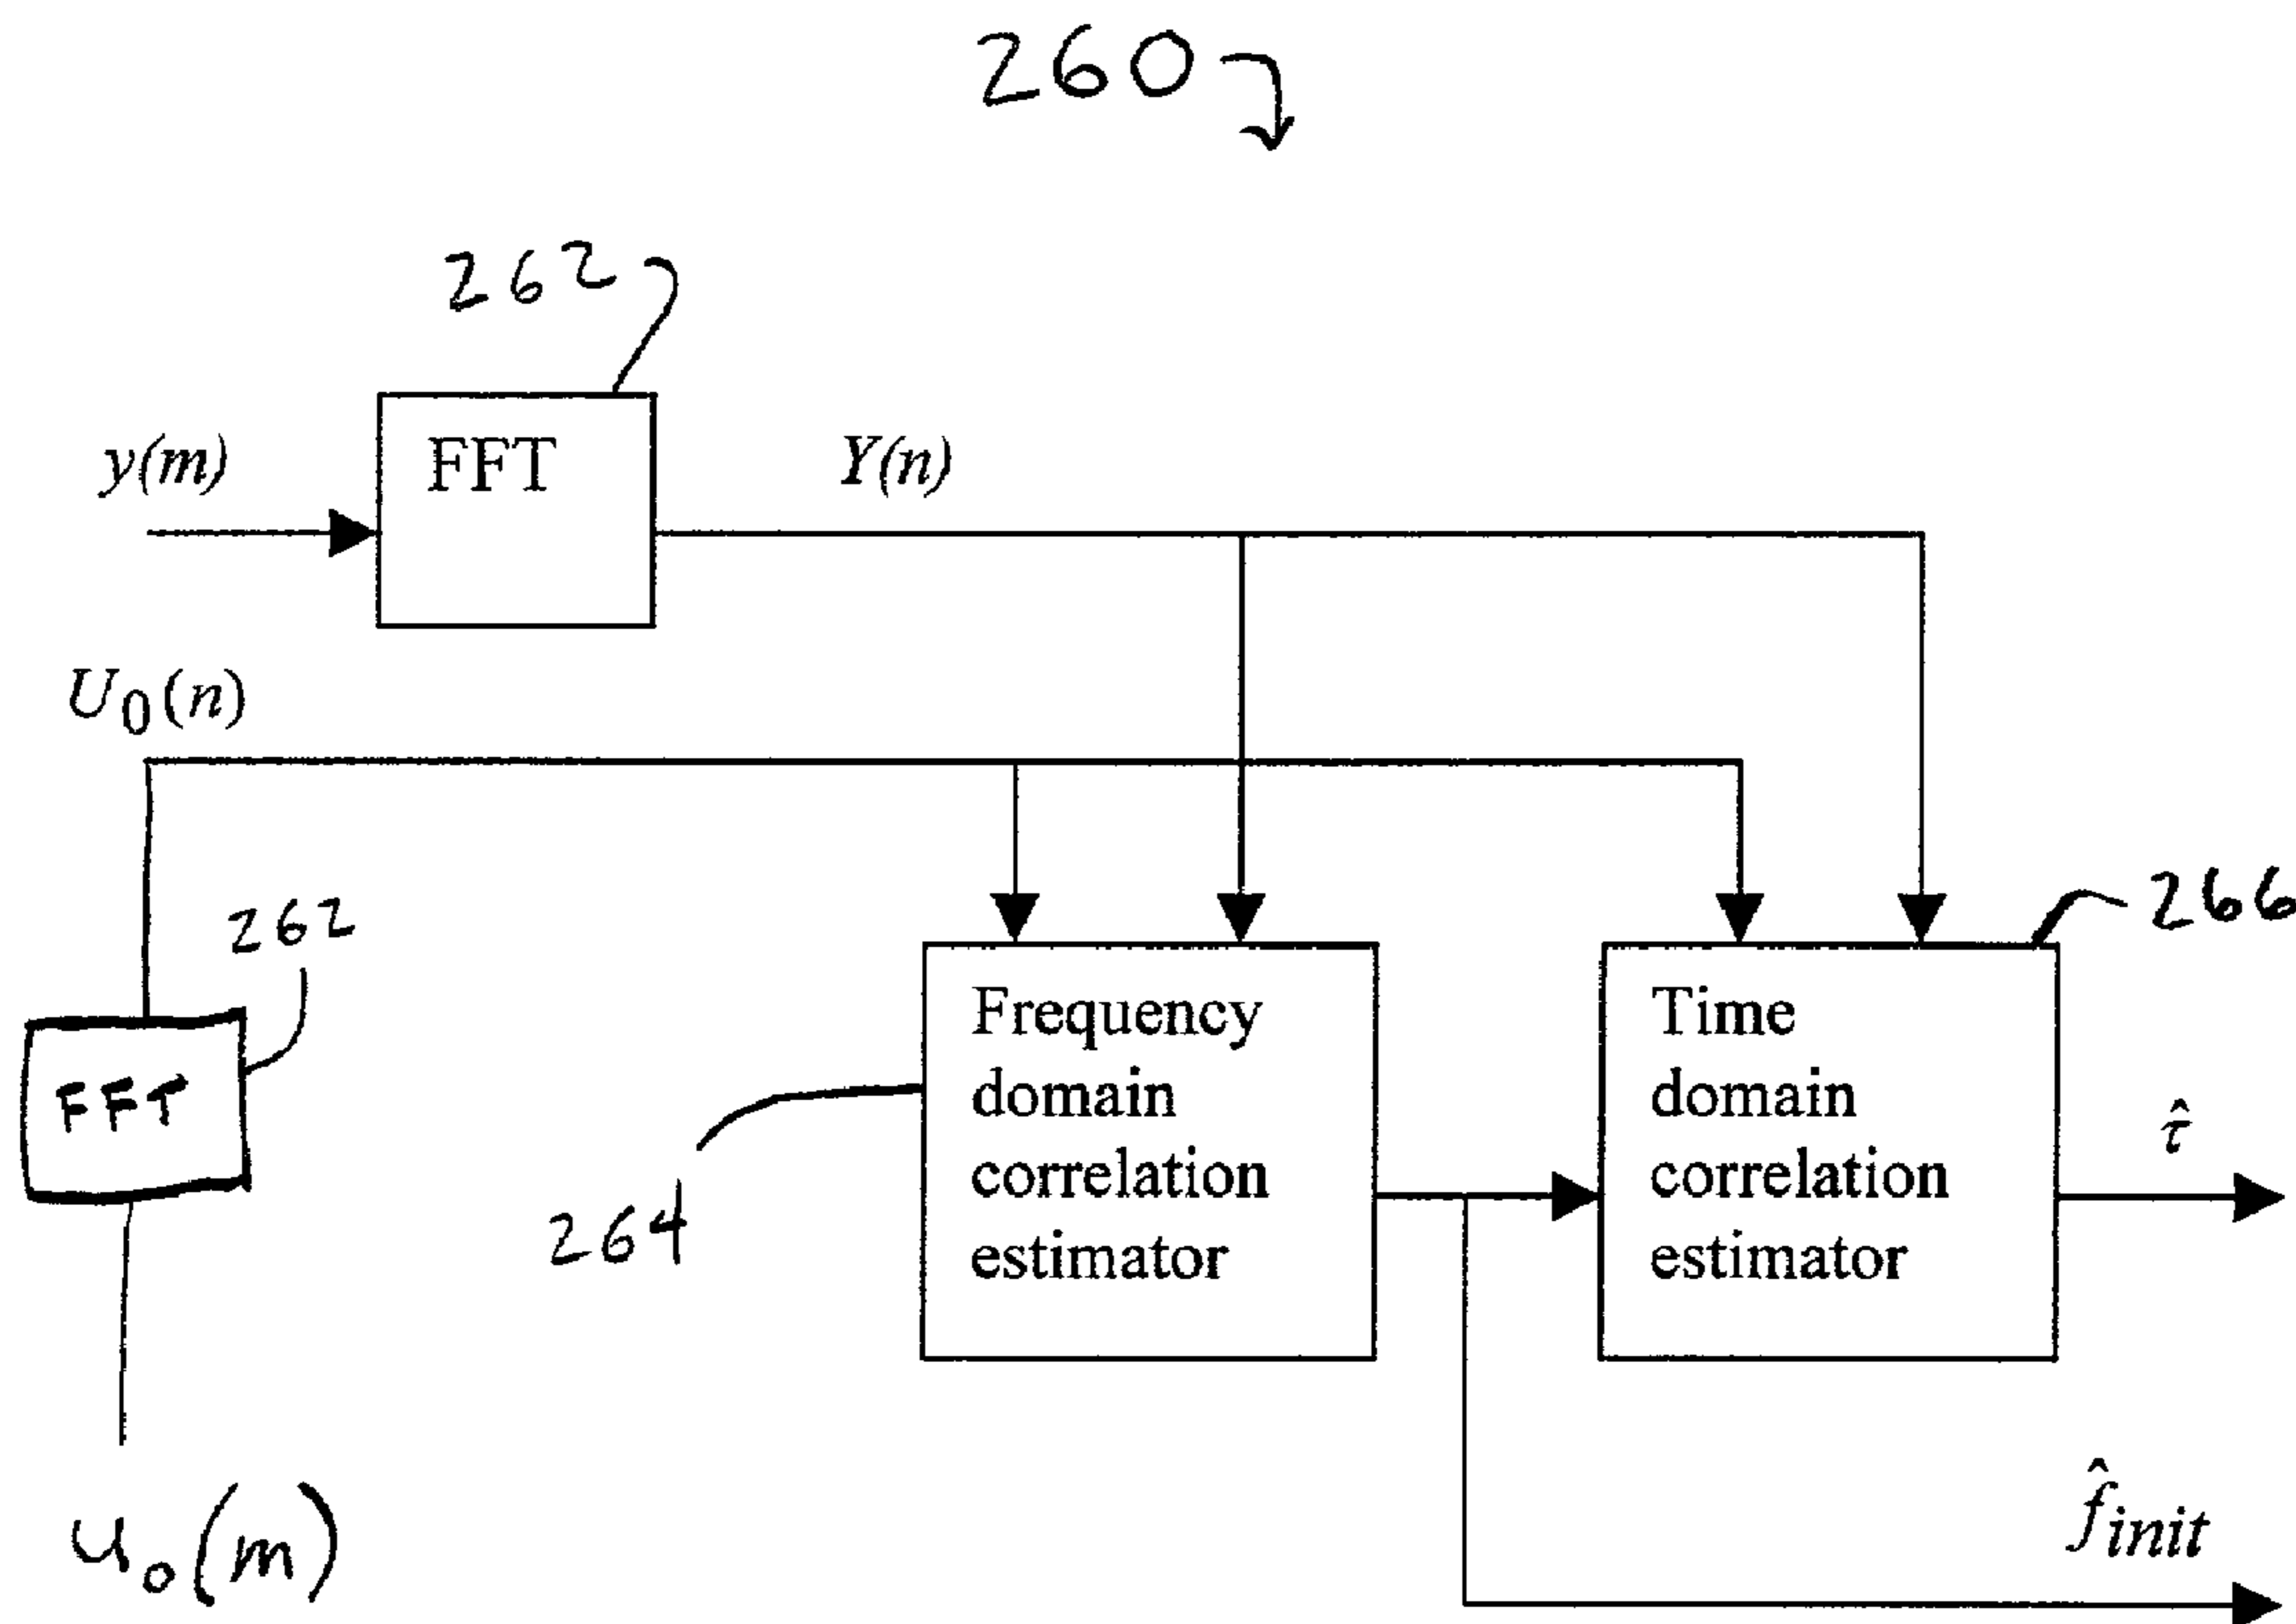 260
262
y(m)
FFT
Y(n)
U₀(n)
262
266
FFT
Frequency
domain
correlation
estimator
Time
domain
correlation
estimator
264
τ̂
f̂init
u₀(m)